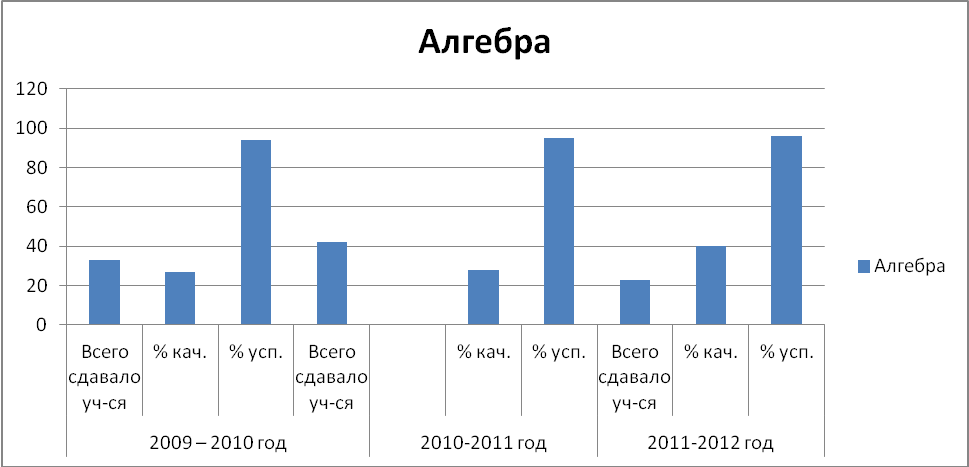 Алгебра
120
100
80
60
40
20
0
Всего
сдавало
уч-ся
% кач.
% усп.
Всего
сдавало
уч-ся
% кач.
% усп.
Всего
сдавало
уч-ся
% кач.
% усп.
2009 – 2010 год
2010-2011 год
2011-2012 год
Алгебра